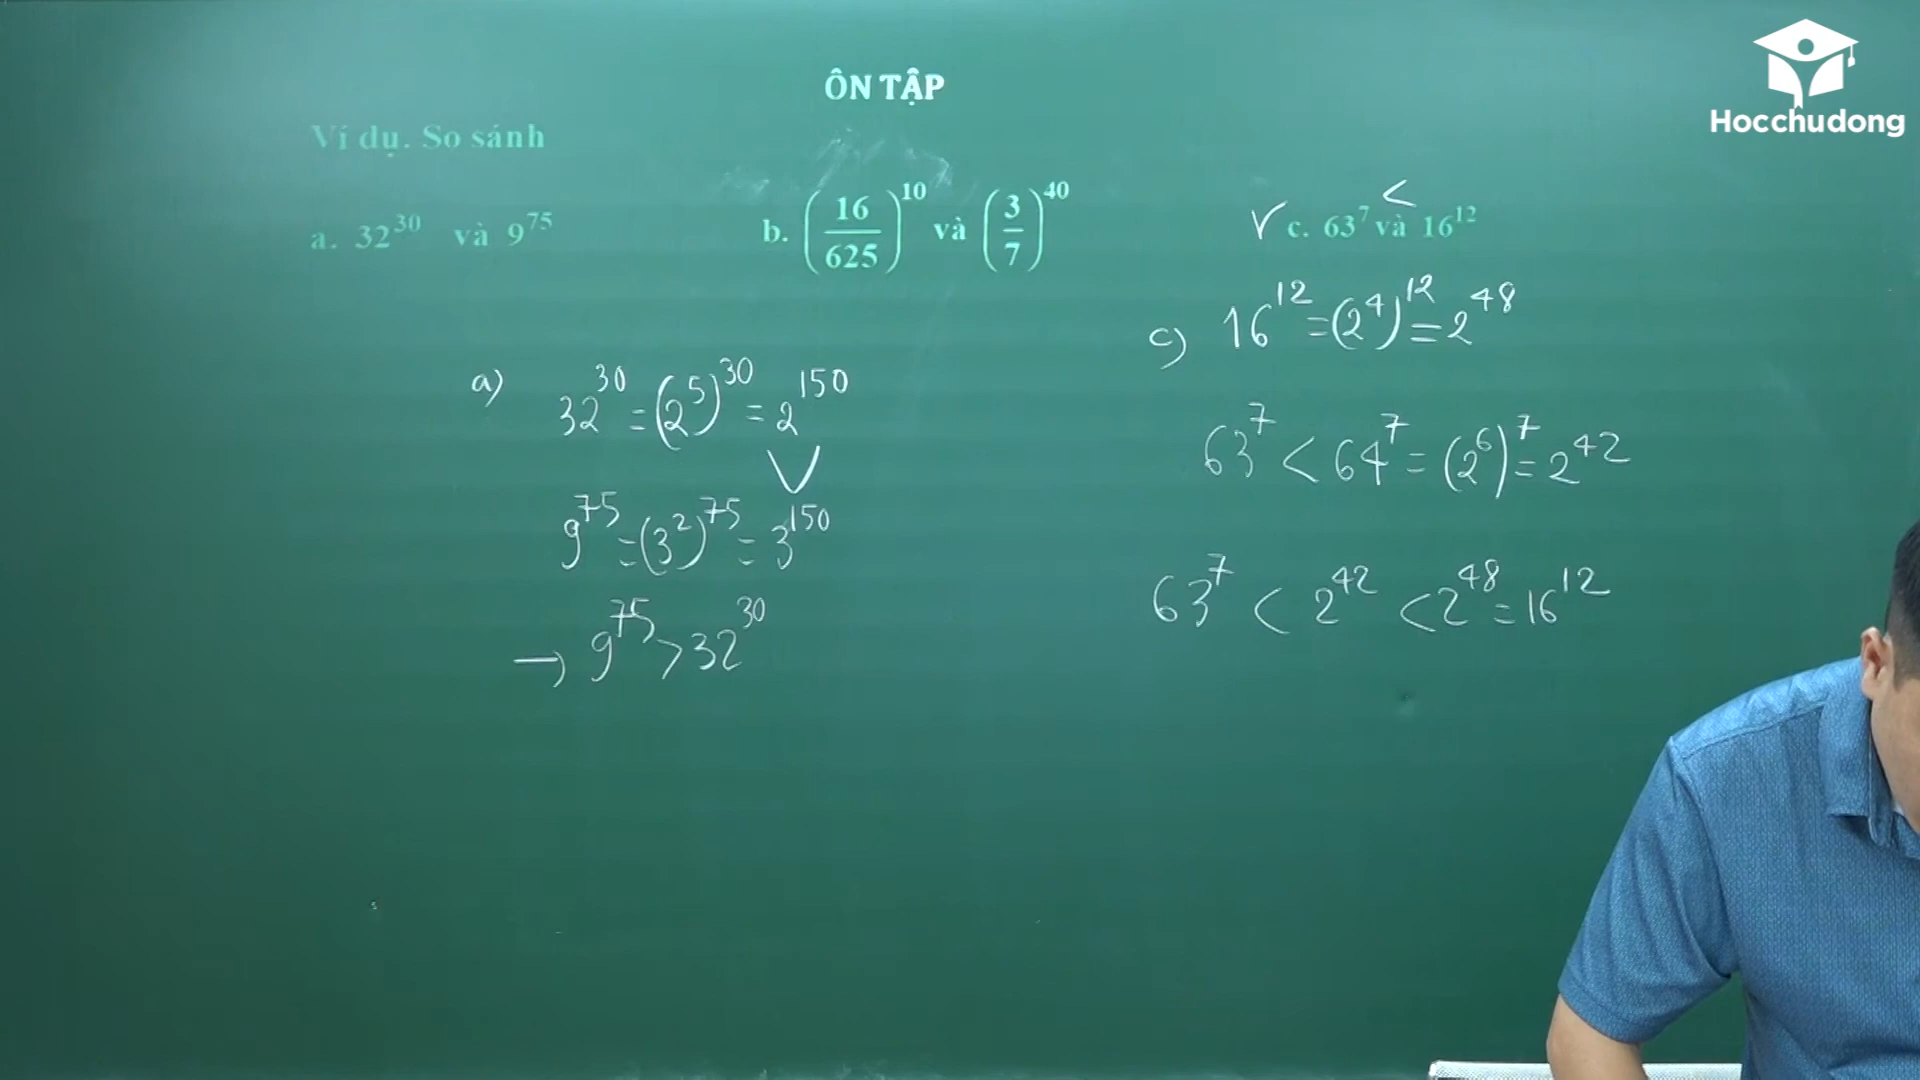 Hocchudong
ÔN TẬP
Ví dụ. So sánh
a. 32^30 và 9^75
b. (16/625)^10 và (3/7)^40
<
✓ c. 63^7 và 16^12
a) 32^30 = (2^5)^30 = 2^150
∨
9^75 = (3^2)^75 = 3^150
→ 9^75 > 32^30
c) 16^12 = (2^4)^12 = 2^48
63^7 < 64^7 = (2^6)^7 = 2^42
63^7 < 2^42 < 2^48 = 16^12